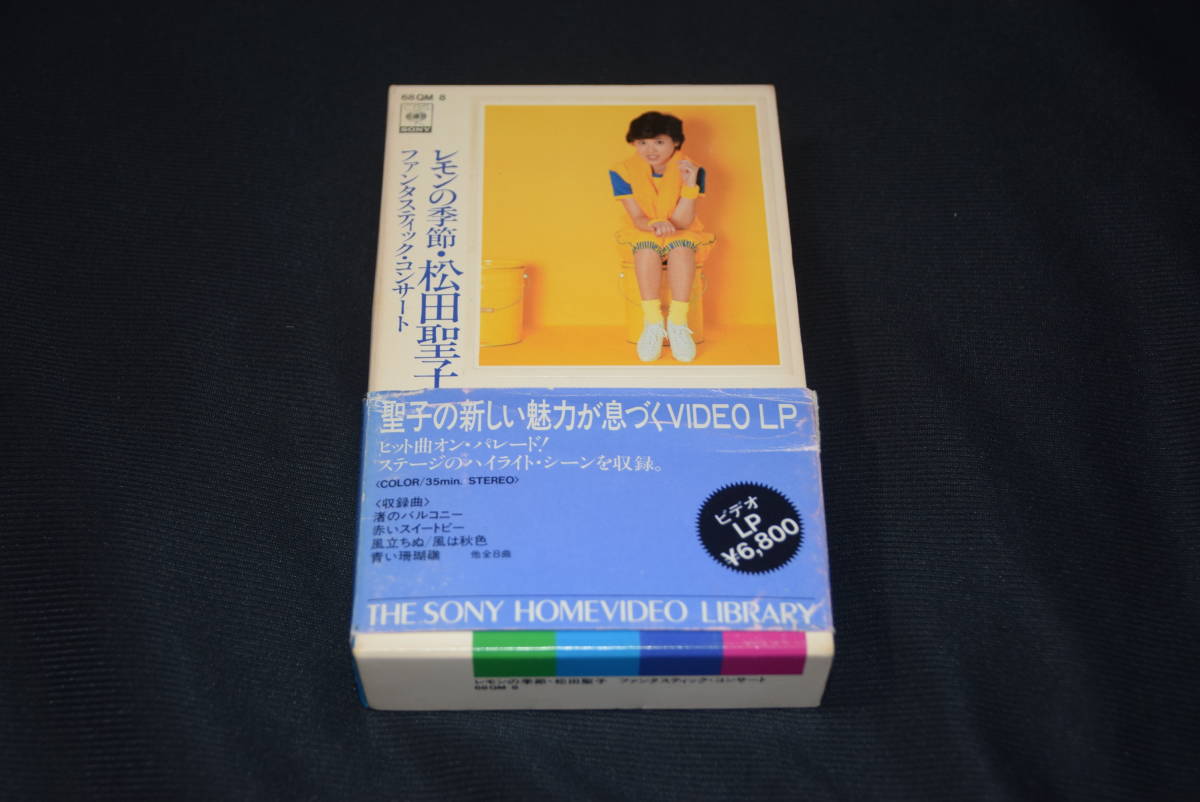 68QM 8
SONY
レモンの季節・松田聖子
ファンタスティック・コンサート
聖子の新しい魅力が息づくVIDEO LP
ヒット曲オン・パレード!
ステージのハイライト・シーンを収録。
〈COLOR/35min. STEREO〉
〈収録曲〉
渚のバルコニー
赤いスイートピー
風立ちぬ/風は秋色
青い珊瑚礁 他全8曲
ビデオ
LP
¥6,800
THE SONY HOMEVIDEO LIBRARY
レモンの季節・松田聖子 ファンタスティック・コンサート
68QM 8